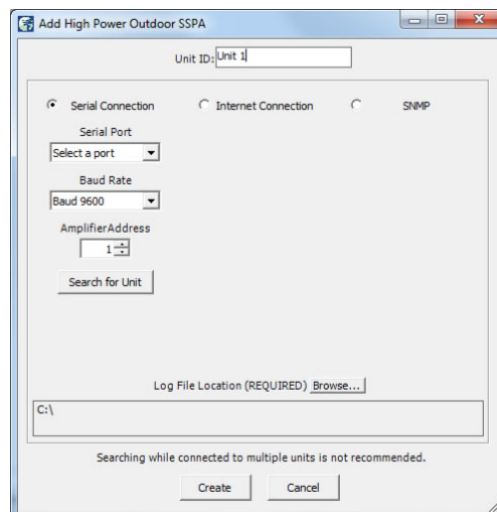 Add High Power Outdoor SSPA
Unit ID: Unit 1
Serial Connection Internet Connection SNMP
Serial Port
Select a port
Baud Rate
Baud 9600
AmplifierAddress
1
Search for Unit
Log File Location (REQUIRED) Browse...
C:\
Searching while connected to multiple units is not recommended.
Create Cancel